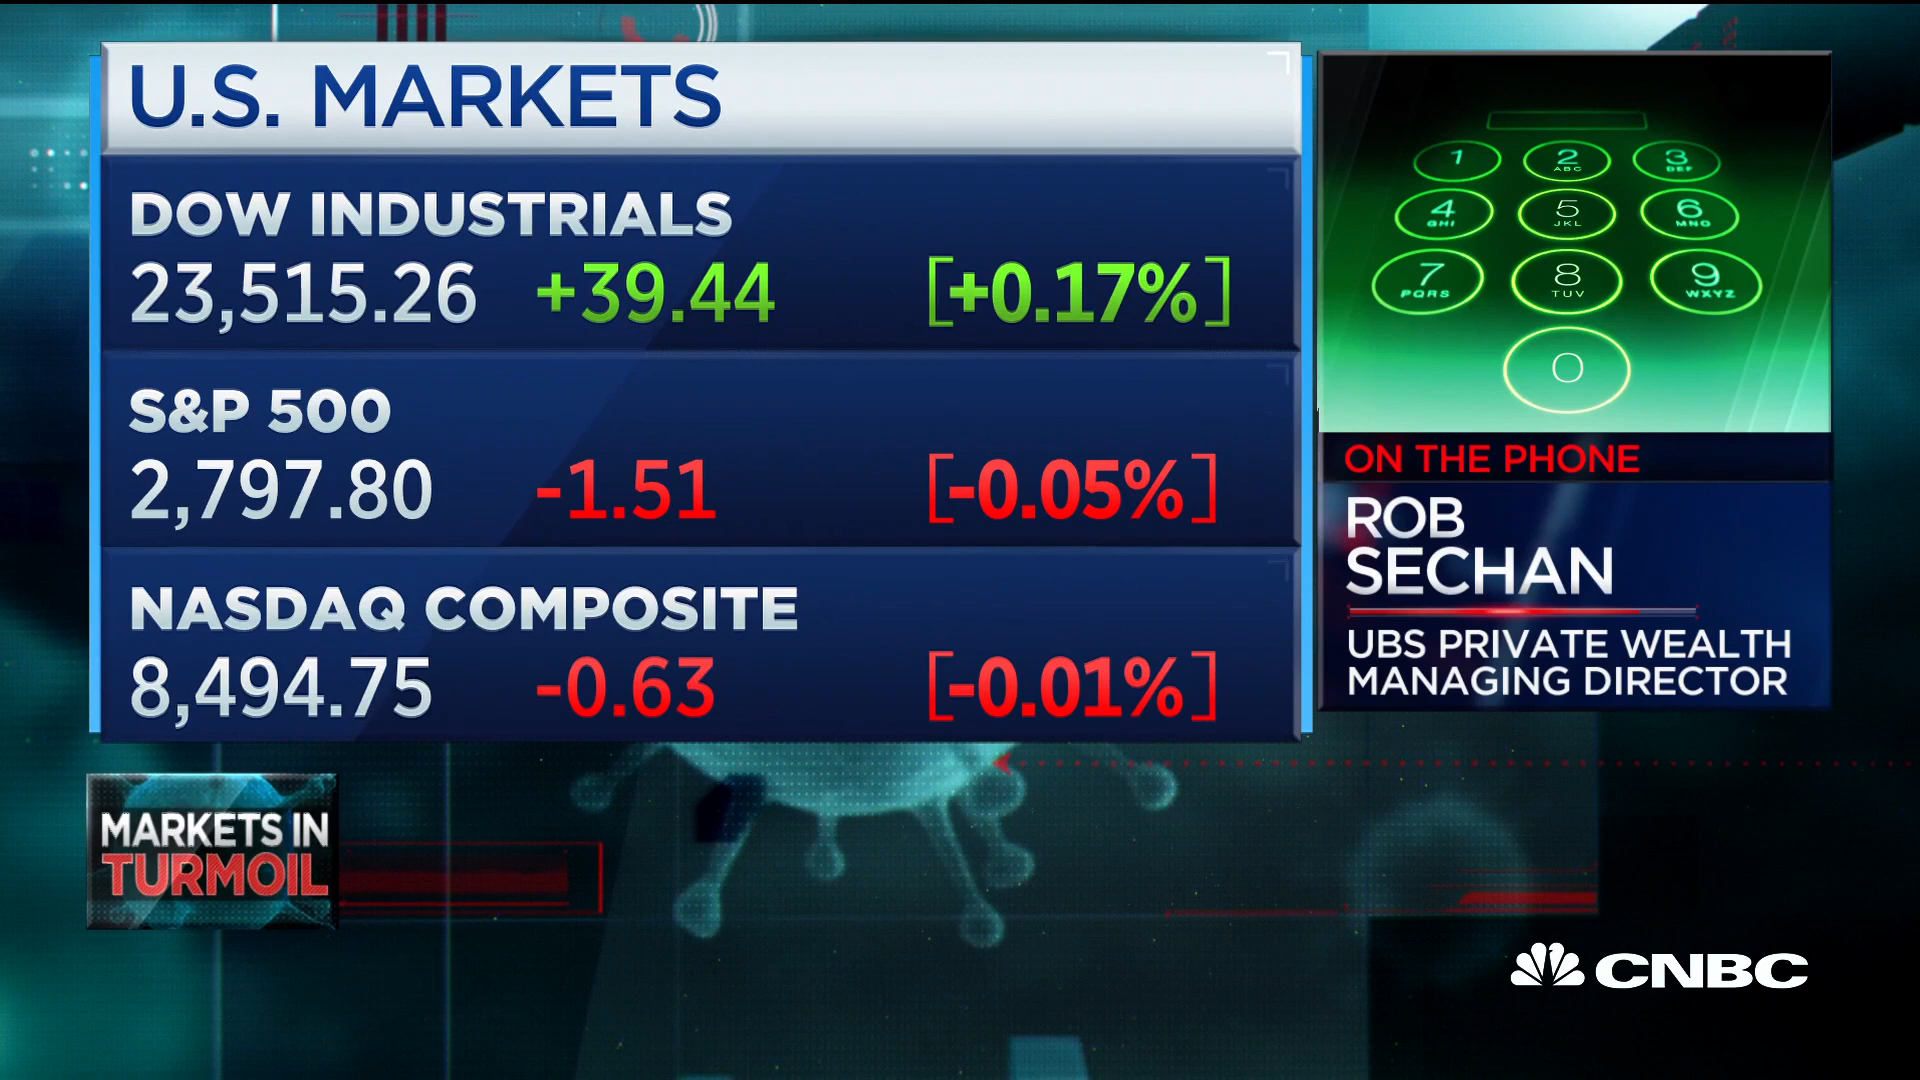 U.S. MARKETS
DOW INDUSTRIALS
23,515.26 +39.44 [+0.17%]
S&P 500
2,797.80 -1.51 [-0.05%]
NASDAQ COMPOSITE
8,494.75 -0.63 [-0.01%]
1 2 3
ABC DEF
4 5 6
GHI JKL MNO
7 8 9
PQRS TUV WXYZ
0
ON THE PHONE
ROB
SECHAN
UBS PRIVATE WEALTH
MANAGING DIRECTOR
MARKETS IN
TURMOIL
CNBC